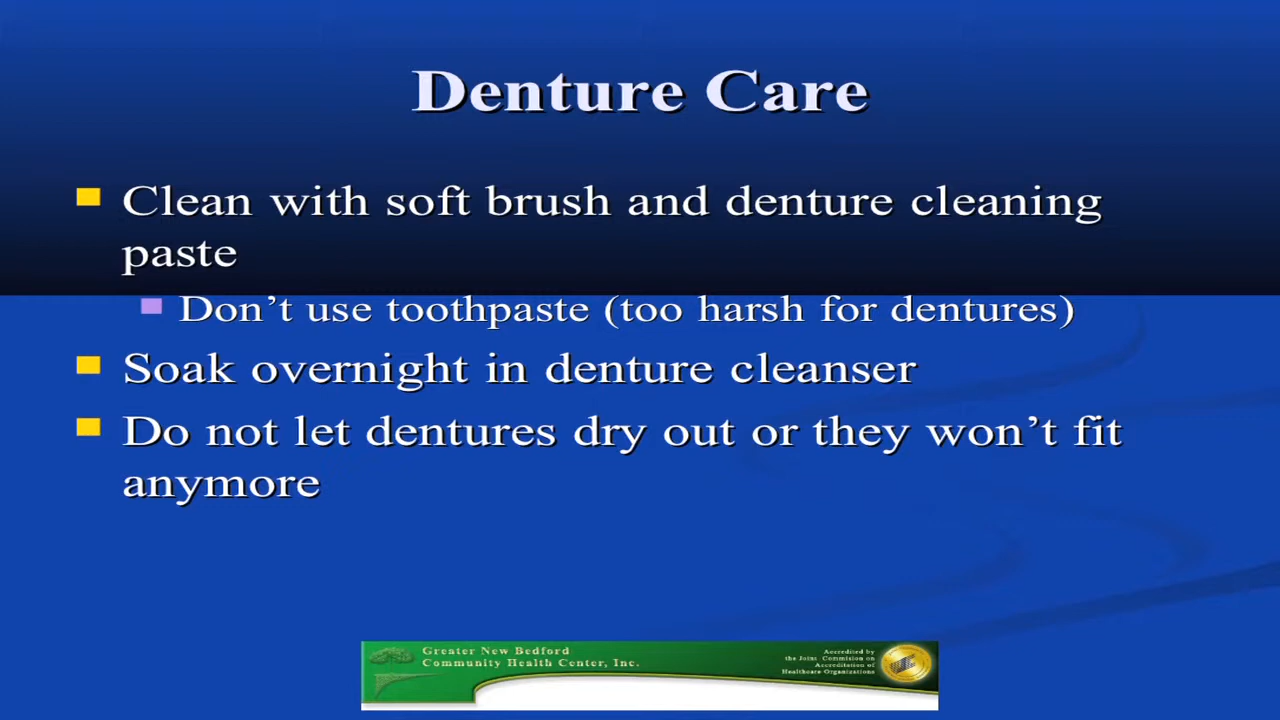 Denture Care
Clean with soft brush and denture cleaning
paste
Don't use toothpaste (too harsh for dentures)
Soak overnight in denture cleanser
Do not let dentures dry out or they won't fit
anymore
Greater New Bedford
Community Health Center, Inc.
Accredited by
the Joint Commision on
Accreditation of
Healthcare Organizations